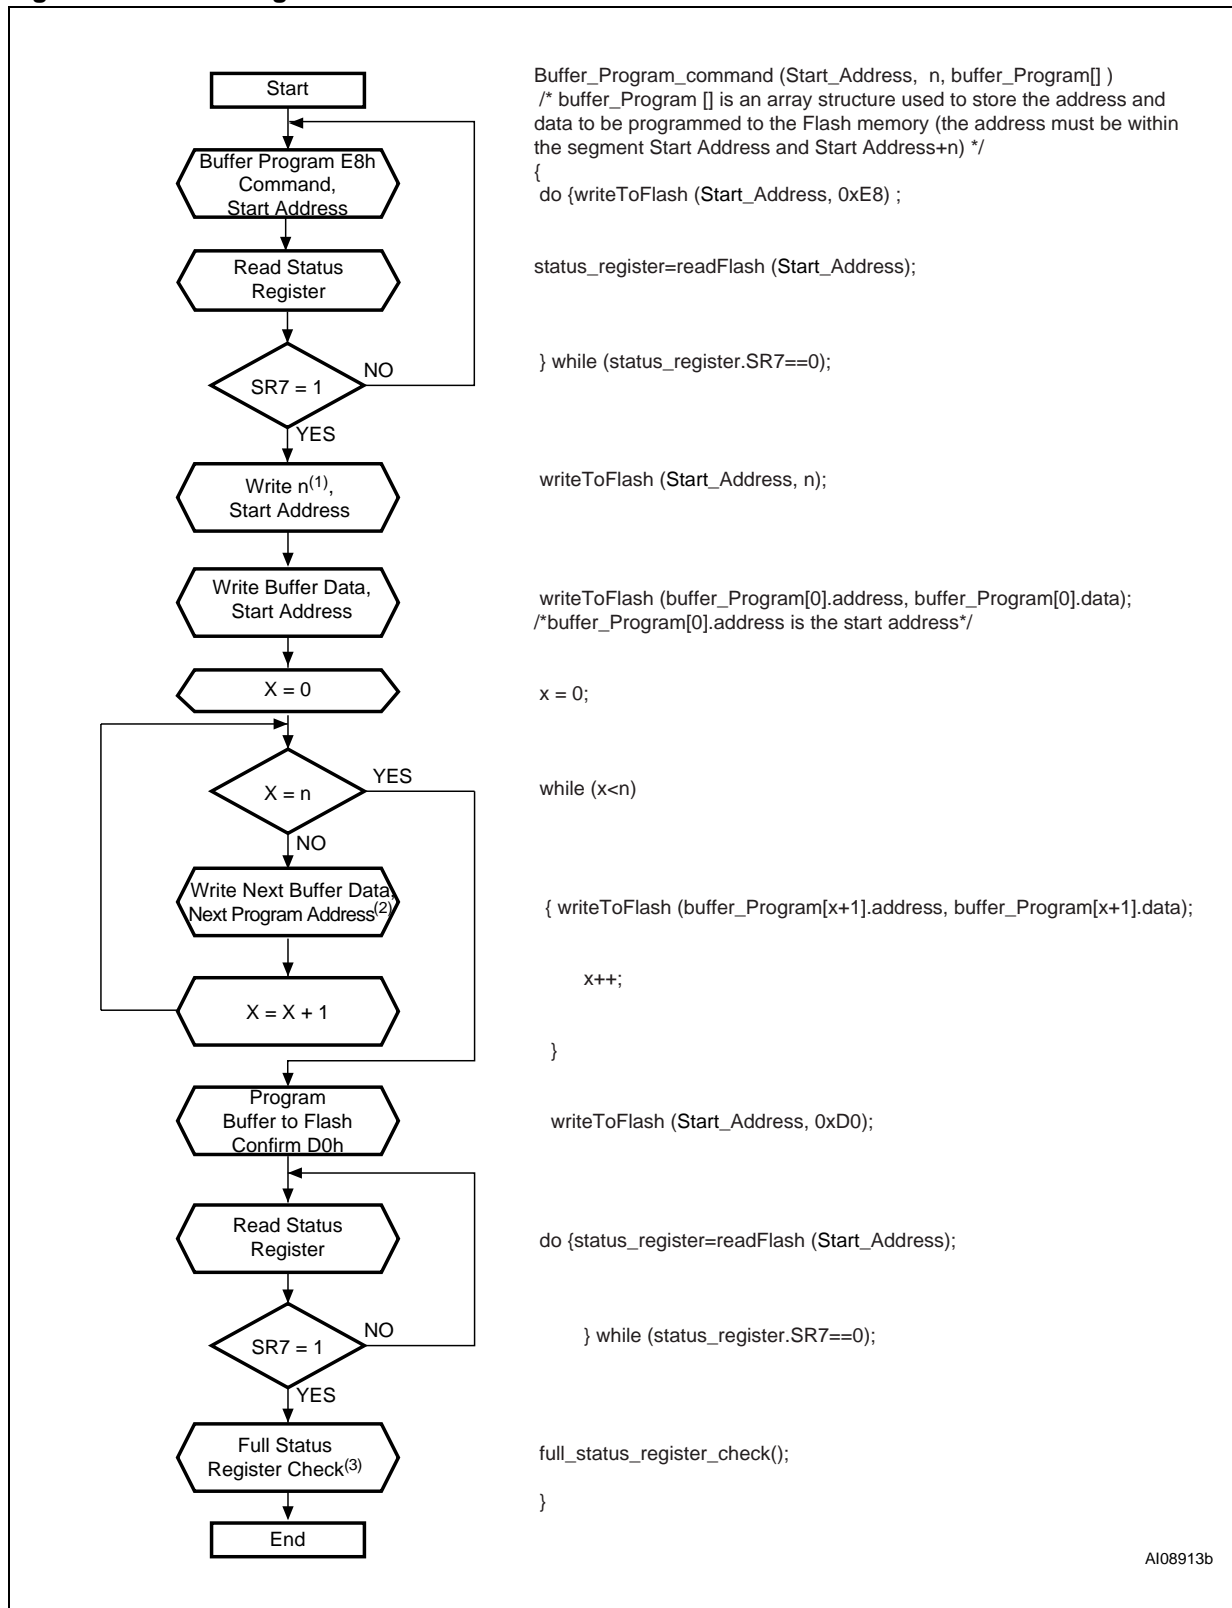 Start
Buffer Program E8h
Command,
Start Address
Read Status
Register
SR7 = 1
NO
YES
Write n(1),
Start Address
Write Buffer Data,
Start Address
X = 0
X = n
YES
NO
Write Next Buffer Data,
Next Program Address(2)
X = X + 1
Program
Buffer to Flash
Confirm D0h
Read Status
Register
SR7 = 1
NO
YES
Full Status
Register Check(3)
End
Buffer_Program_command (Start_Address, n, buffer_Program[] )
/* buffer_Program [] is an array structure used to store the address and
data to be programmed to the Flash memory (the address must be within
the segment Start Address and Start Address+n) */
{
do {writeToFlash (Start_Address, 0xE8) ;
status_register=readFlash (Start_Address);
} while (status_register.SR7==0);
writeToFlash (Start_Address, n);
writeToFlash (buffer_Program[0].address, buffer_Program[0].data);
/*buffer_Program[0].address is the start address*/
x = 0;
while (x<n)
{ writeToFlash (buffer_Program[x+1].address, buffer_Program[x+1].data);
x++;
}
writeToFlash (Start_Address, 0xD0);
do {status_register=readFlash (Start_Address);
} while (status_register.SR7==0);
full_status_register_check();
}
AI08913b